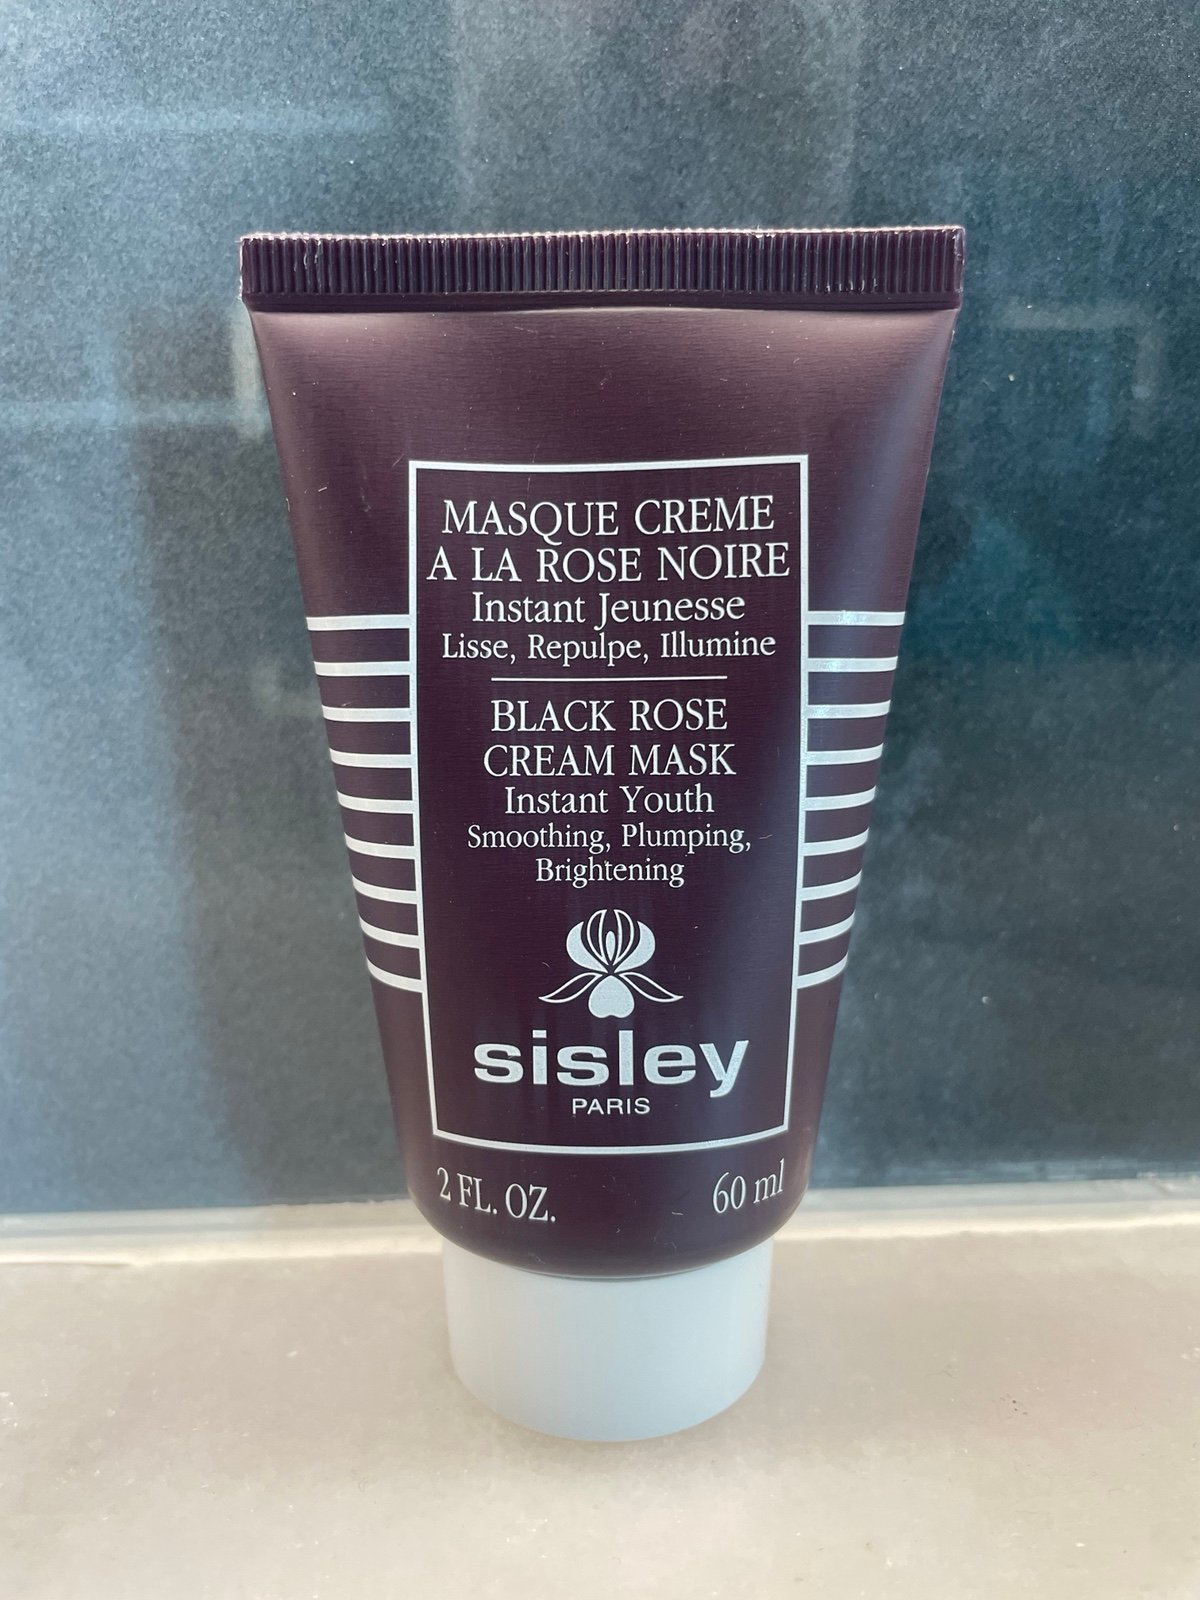 MASQUE CREME
A LA ROSE NOIRE
Instant Jeunesse
Lisse, Repulpe, Illumine
BLACK ROSE
CREAM MASK
Instant Youth
Smoothing, Plumping,
Brightening
sisley
PARIS
2 FL. OZ. 60 ml